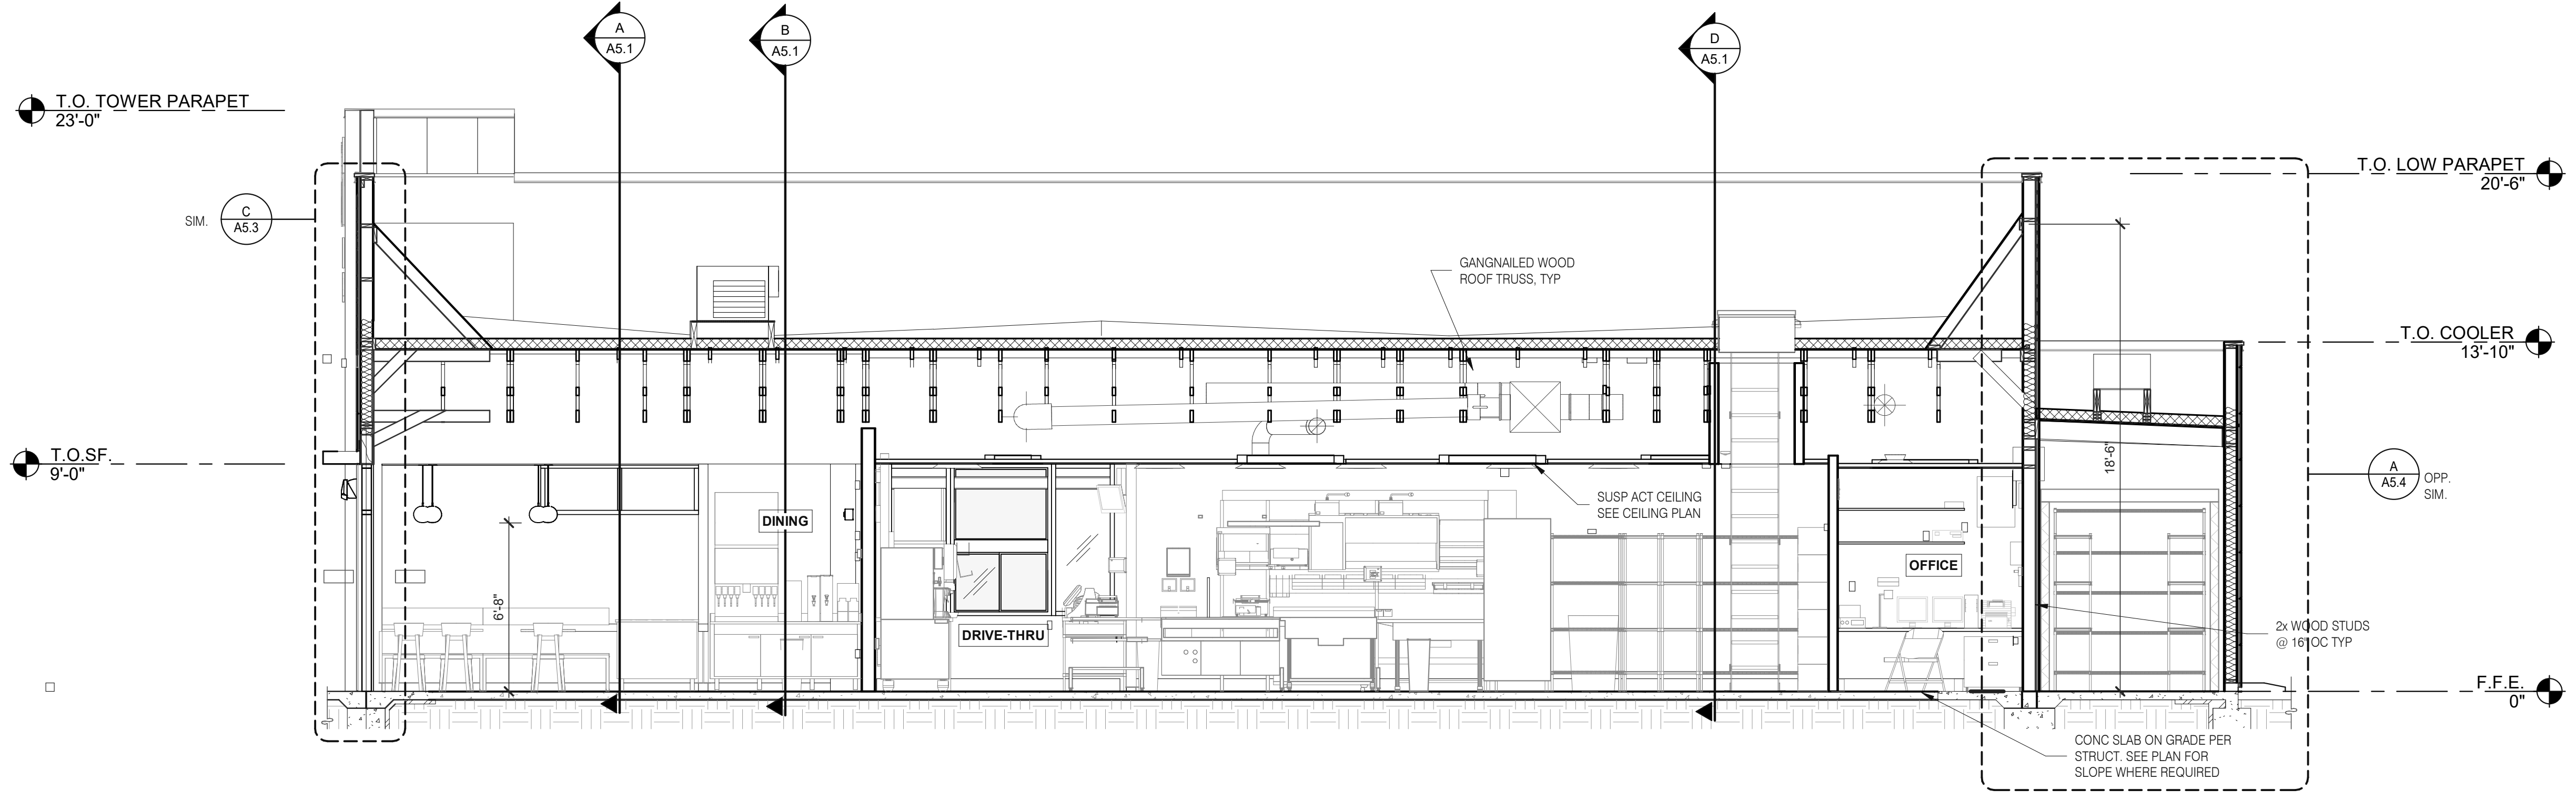 A
A5.1
B
A5.1
D
A5.1
T.O. TOWER PARAPET
23'-0"
T.O. LOW PARAPET
20'-6"
SIM.
C
A5.3
GANGNAILED WOOD
ROOF TRUSS, TYP
T.O. COOLER
13'-10"
T.O.SF.
9'-0"
18'-6"
A
A5.4
OPP.
SIM.
SUSP ACT CEILING
SEE CEILING PLAN
DINING
OFFICE
6'-8"
DRIVE-THRU
2x WOOD STUDS
@ 16" OC TYP
F.F.E.
0"
CONC SLAB ON GRADE PER
STRUCT. SEE PLAN FOR
SLOPE WHERE REQUIRED